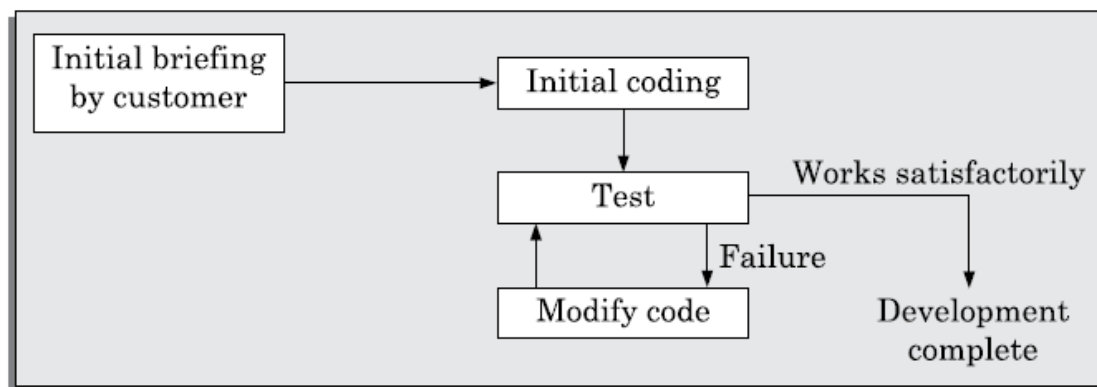 Initial briefing
by customer
Initial coding
Test
Works satisfactorily
Failure
Modify code
Development
complete